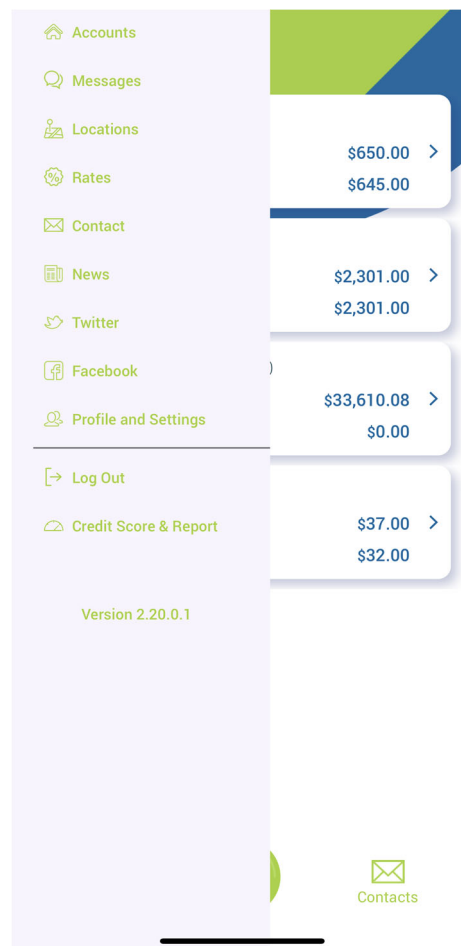 Accounts
Messages
Locations
Rates
Contact
News
Twitter
Facebook
Profile and Settings
Log Out
Credit Score & Report
Version 2.20.0.1
$650.00
$645.00
$2,301.00
$2,301.00
)
$33,610.08
$0.00
$37.00
$32.00
Contacts